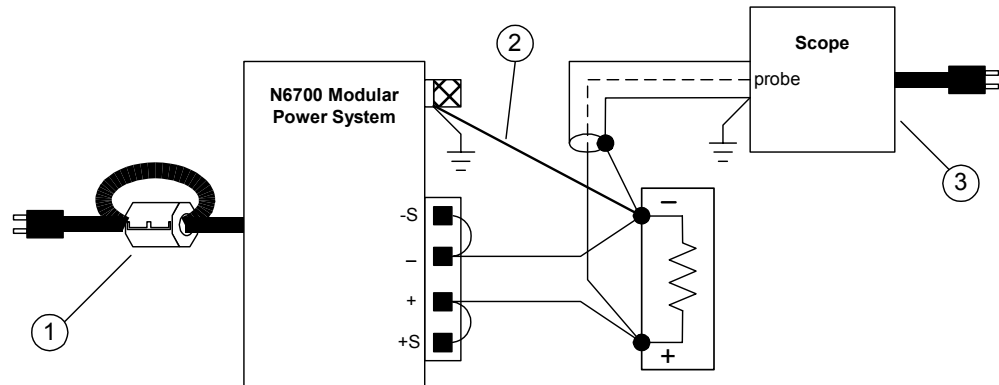 2
Scope
probe
N6700 Modular
Power System
3
-S
–
+
+S
–
+
1